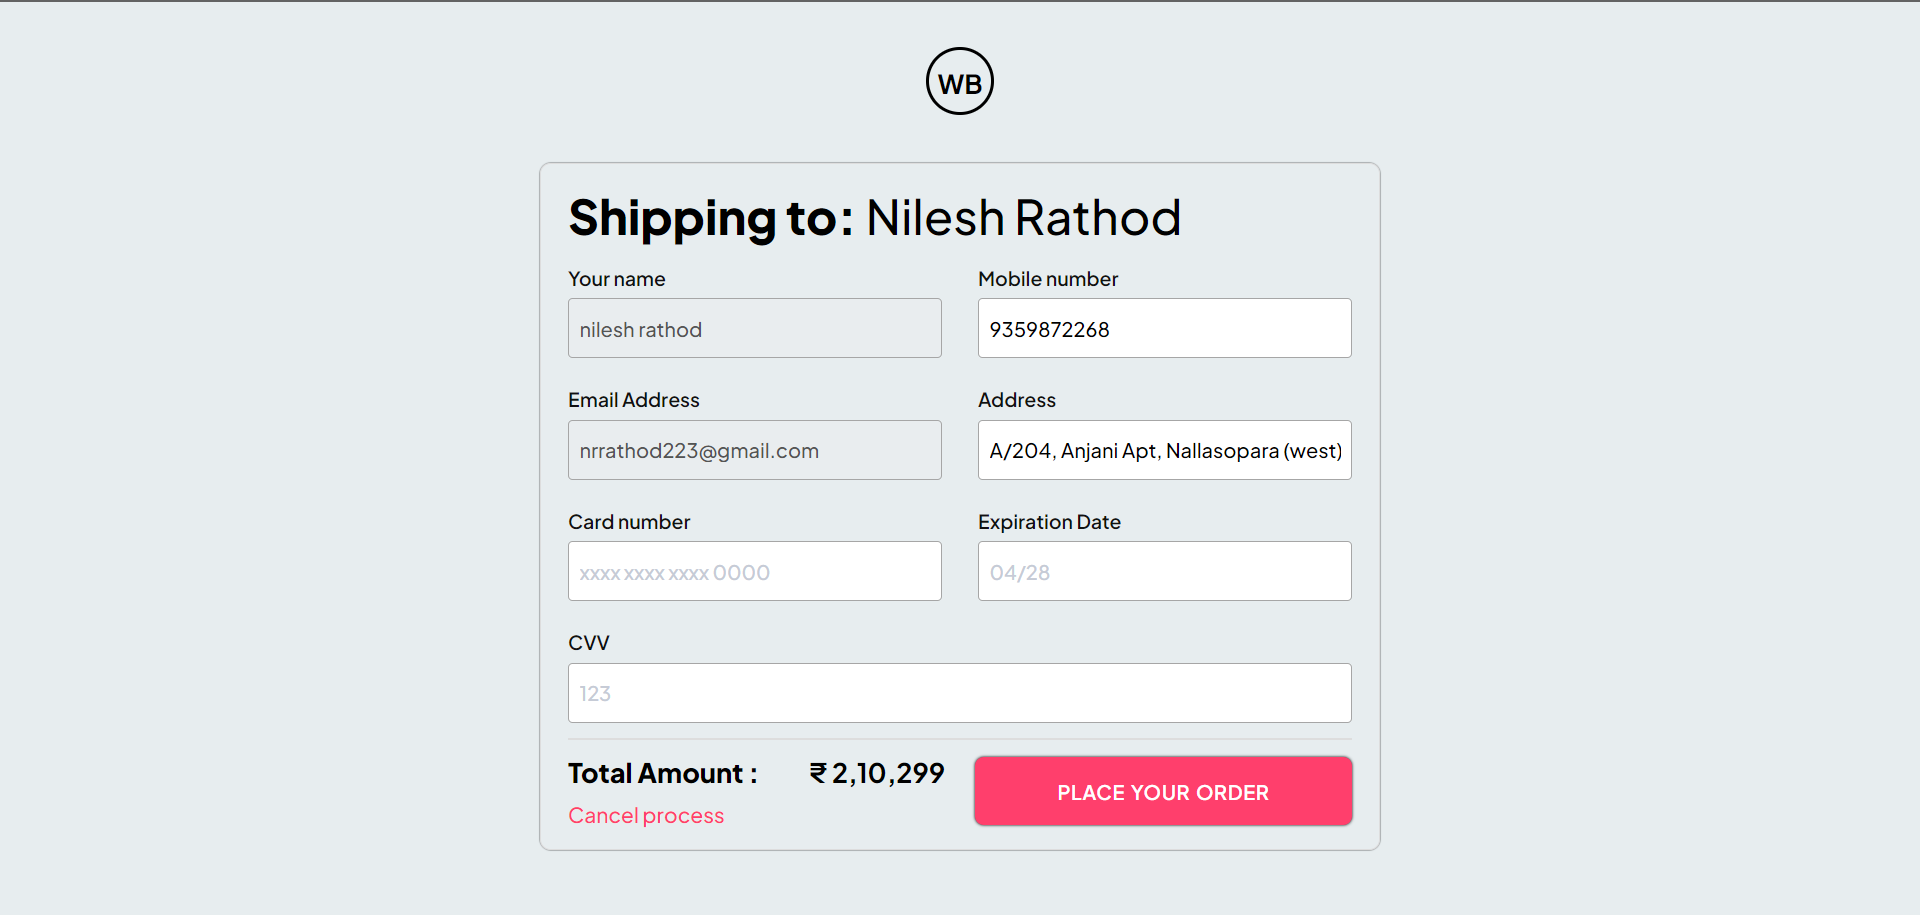 WB
Shipping to: Nilesh Rathod
Your name
nilesh rathod
Mobile number
9359872268
Email Address
nrrathod223@gmail.com
Address
A/204, Anjani Apt, Nallasopara (west)
Card number
xxxx xxxx xxxx 0000
Expiration Date
04/28
CVV
123
Total Amount : ₹ 2,10,299
Cancel process
PLACE YOUR ORDER